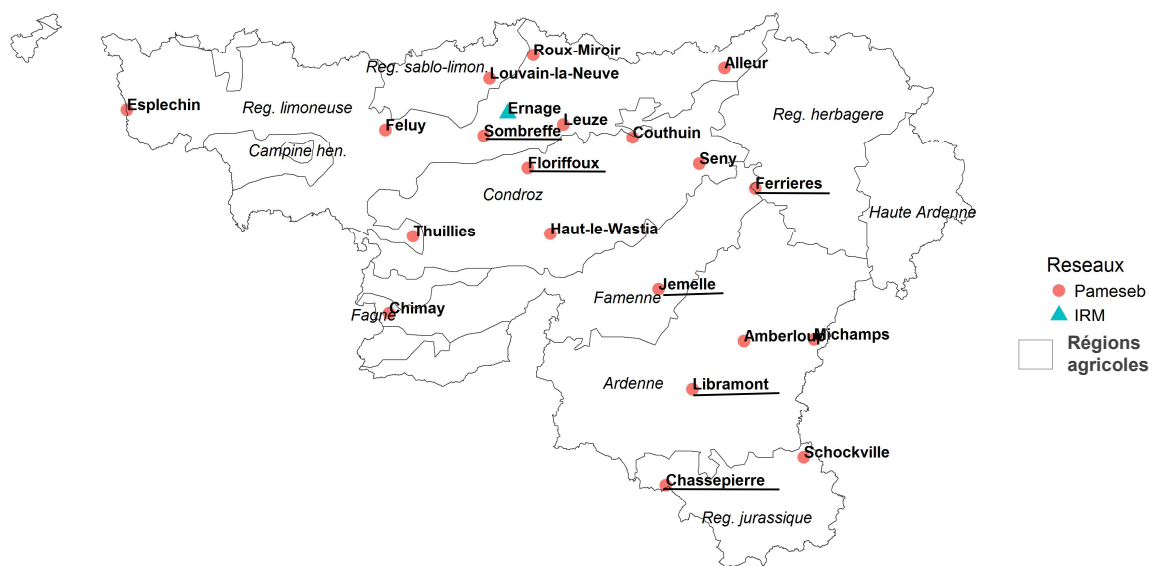 Roux-Miroir
Reg. sablo-limon.
Alleur
Louvain-la-Neuve
Esplechin
Reg. limoneuse
Ernage
Reg. herbagere
Leuze
Feluy
Sombreffe
Couthuin
Campine hen.
Floriffoux
Seny
Condroz
Ferrieres
Haute Ardenne
Thuillies
Haut-le-Wastia
Jemelle
Famenne
Chimay
Fagne
Amberloup
Michamps
Ardenne
Libramont
Schockville
Chassepierre
Reg. jurassique
Reseaux
Pameseb
IRM
Régions
agricoles